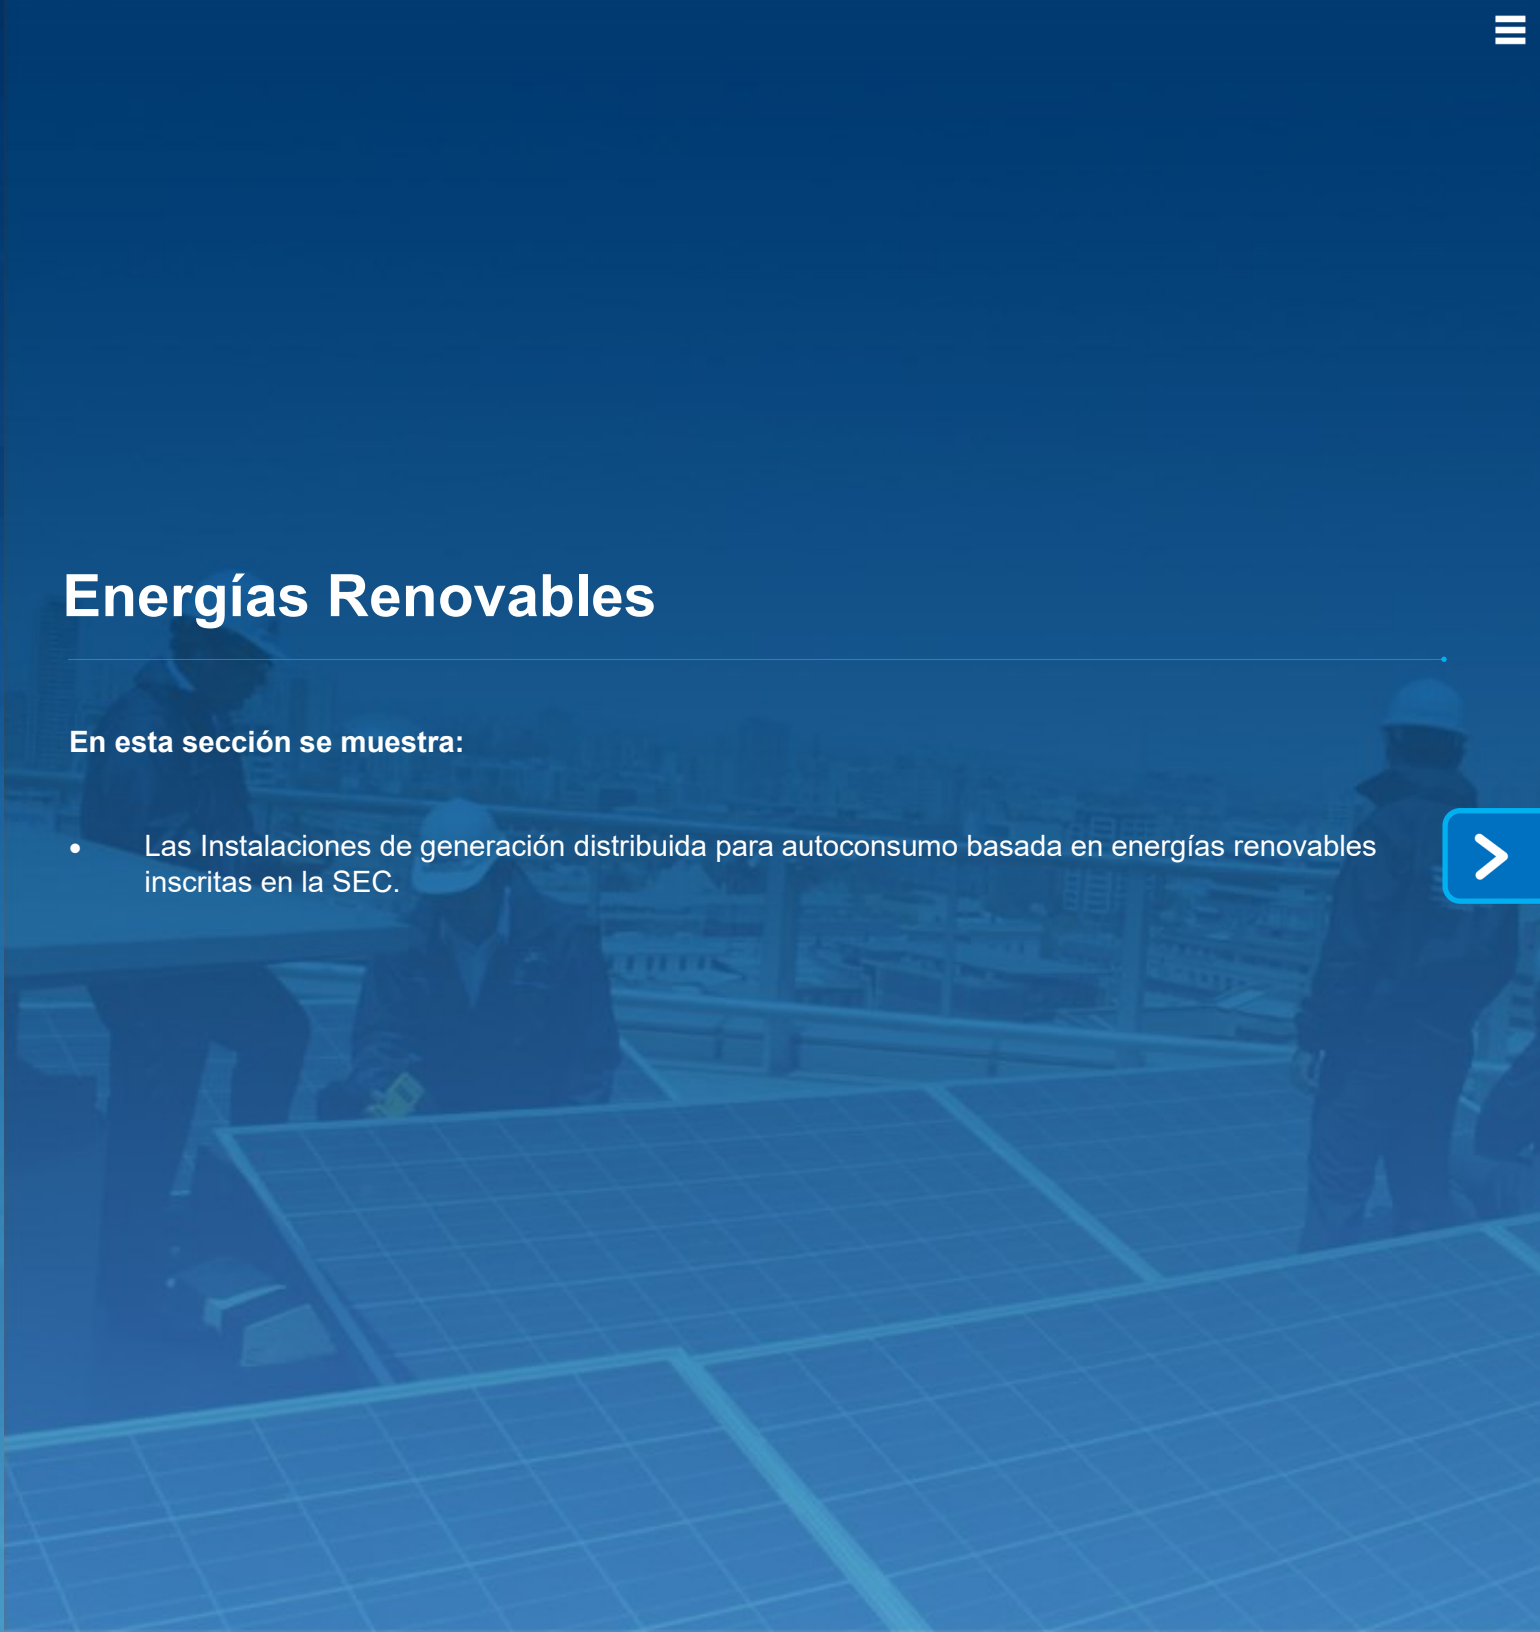 Energías Renovables
En esta sección se muestra:
• Las Instalaciones de generación distribuida para autoconsumo basada en energías renovables
inscritas en la SEC.